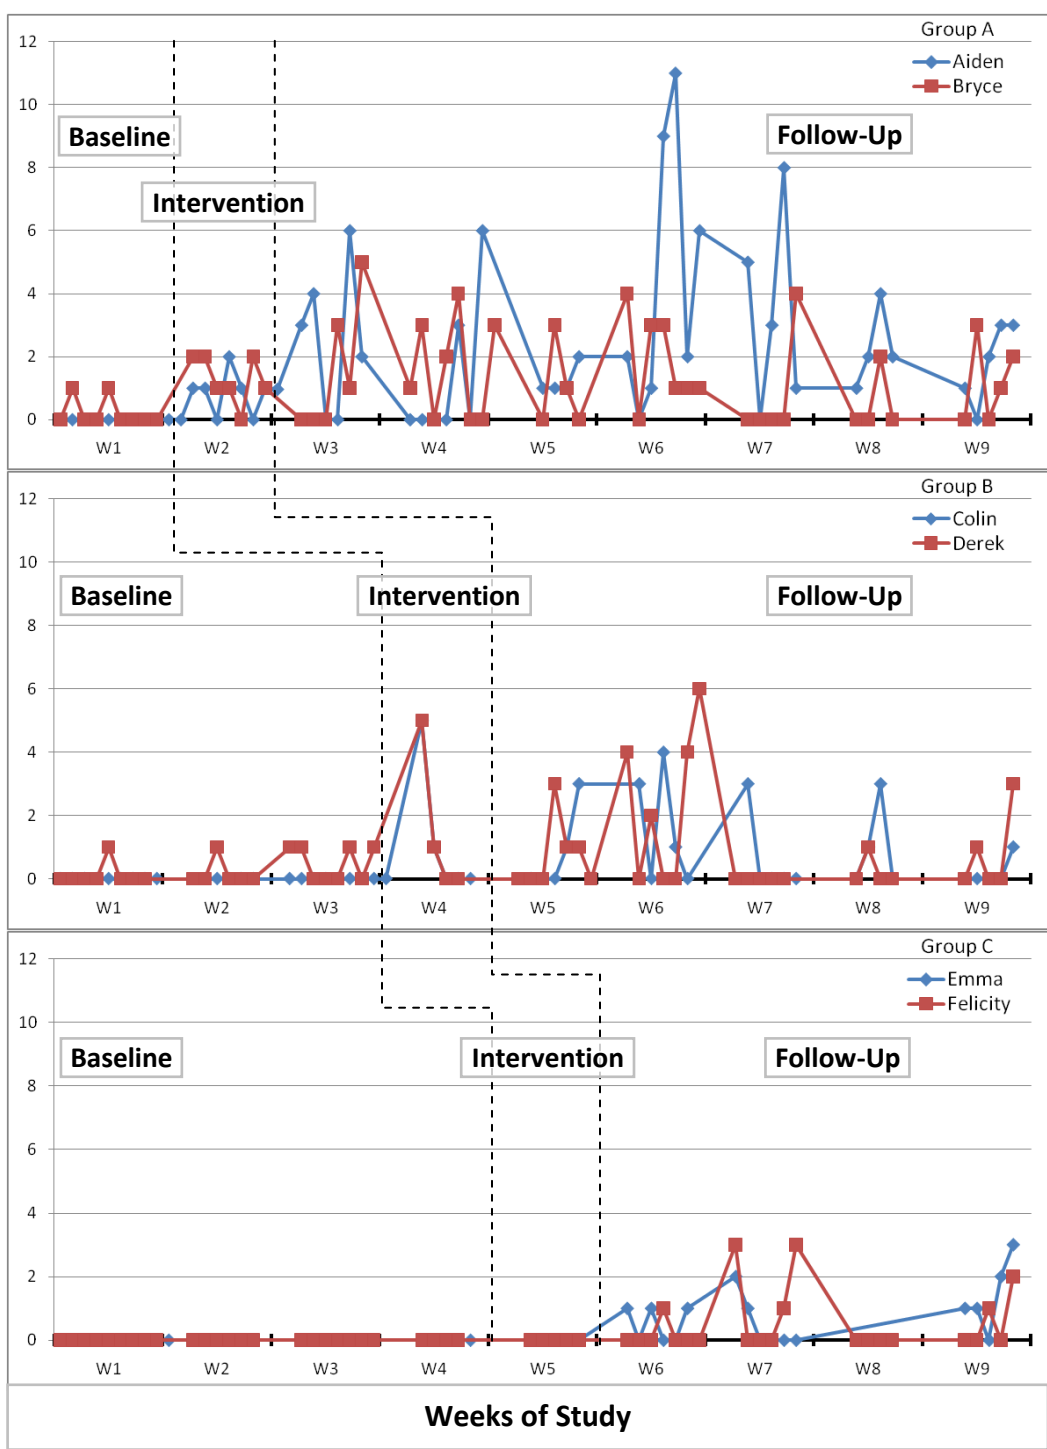 Group A
Aiden
Bryce
12
10
8
6
4
2
0
Baseline
Intervention
Follow-Up
W1 W2 W3 W4 W5 W6 W7 W8 W9
Group B
Colin
Derek
12
10
8
6
4
2
0
Baseline
Intervention
Follow-Up
W1 W2 W3 W4 W5 W6 W7 W8 W9
Group C
Emma
Felicity
12
10
8
6
4
2
0
Baseline
Intervention
Follow-Up
W1 W2 W3 W4 W5 W6 W7 W8 W9
Weeks of Study